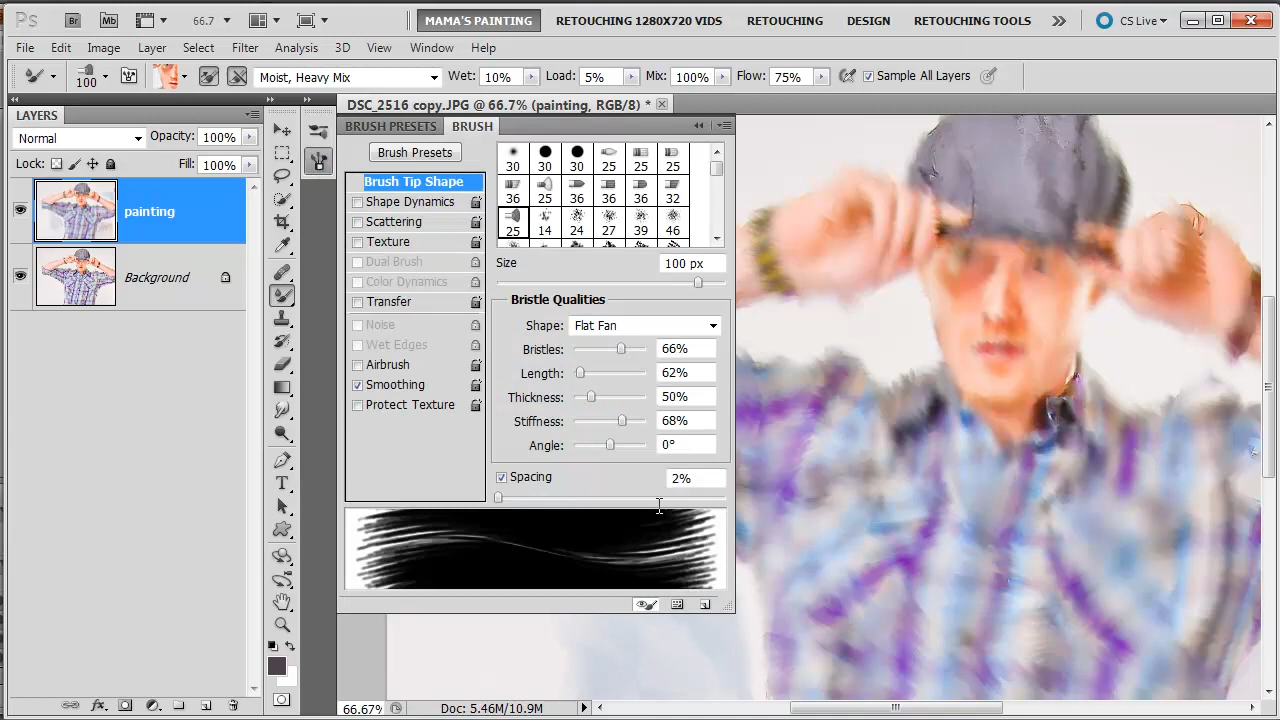 Ps Br Mb 66.7 MAMA'S PAINTING RETOUCHING 1280X720 VIDS RETOUCHING DESIGN RETOUCHING TOOLS CS Live
File Edit Image Layer Select Filter Analysis 3D View Window Help
100 Moist, Heavy Mix Wet: 10% Load: 5% Mix: 100% Flow: 75% Sample All Layers
LAYERS
Normal Opacity: 100%
Lock: Fill: 100%
painting
Background
DSC_2516 copy.JPG @ 66.7% (painting, RGB/8) *
BRUSH PRESETS BRUSH
Brush Presets
Brush Tip Shape
Shape Dynamics
Scattering
Texture
Dual Brush
Color Dynamics
Transfer
Noise
Wet Edges
Airbrush
Smoothing
Protect Texture
30 30 30 25 25 25
36 25 36 36 36 32
25 14 24 27 39 46
Size 100 px
Bristle Qualities
Shape: Flat Fan
Bristles: 66%
Length: 62%
Thickness: 50%
Stiffness: 68%
Angle: 0°
Spacing 2%
T
fx
66.67% Doc: 5.46M/10.9M